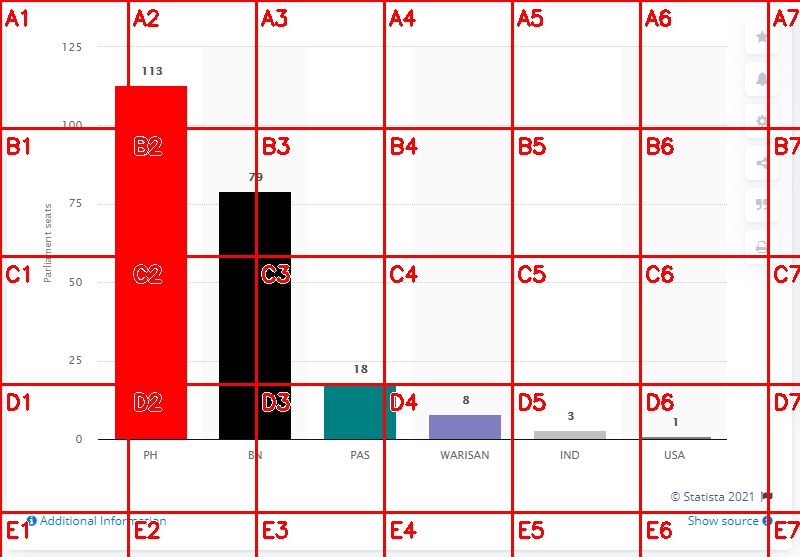 A1 A2 A3 A4 A5 A6 A7
125
113
100
B1 B2 B3 B4 B5 B6 B7
79
75
Parliament seats
C1 C2 C3 C4 C5 C6 C7
50
25
18
D1 D2 D3 D4 D5 D6 D7
8
3
1
0
PH BN PAS WARISAN IND USA
© Statista 2021
Additional Information Show source
E1 E2 E3 E4 E5 E6 E7